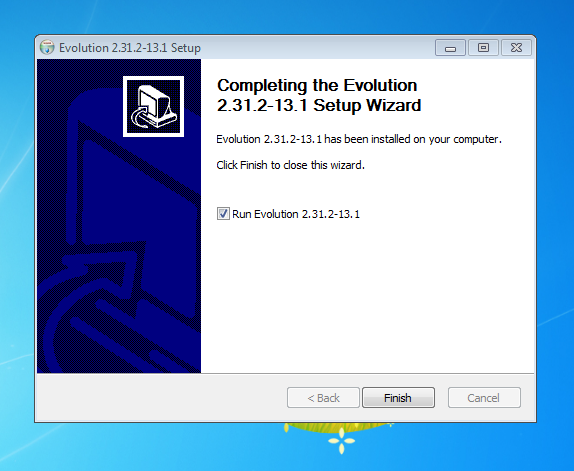 Evolution 2.31.2-13.1 Setup
Completing the Evolution
2.31.2-13.1 Setup Wizard
Evolution 2.31.2-13.1 has been installed on your computer.
Click Finish to close this wizard.
Run Evolution 2.31.2-13.1
< Back
Finish
Cancel